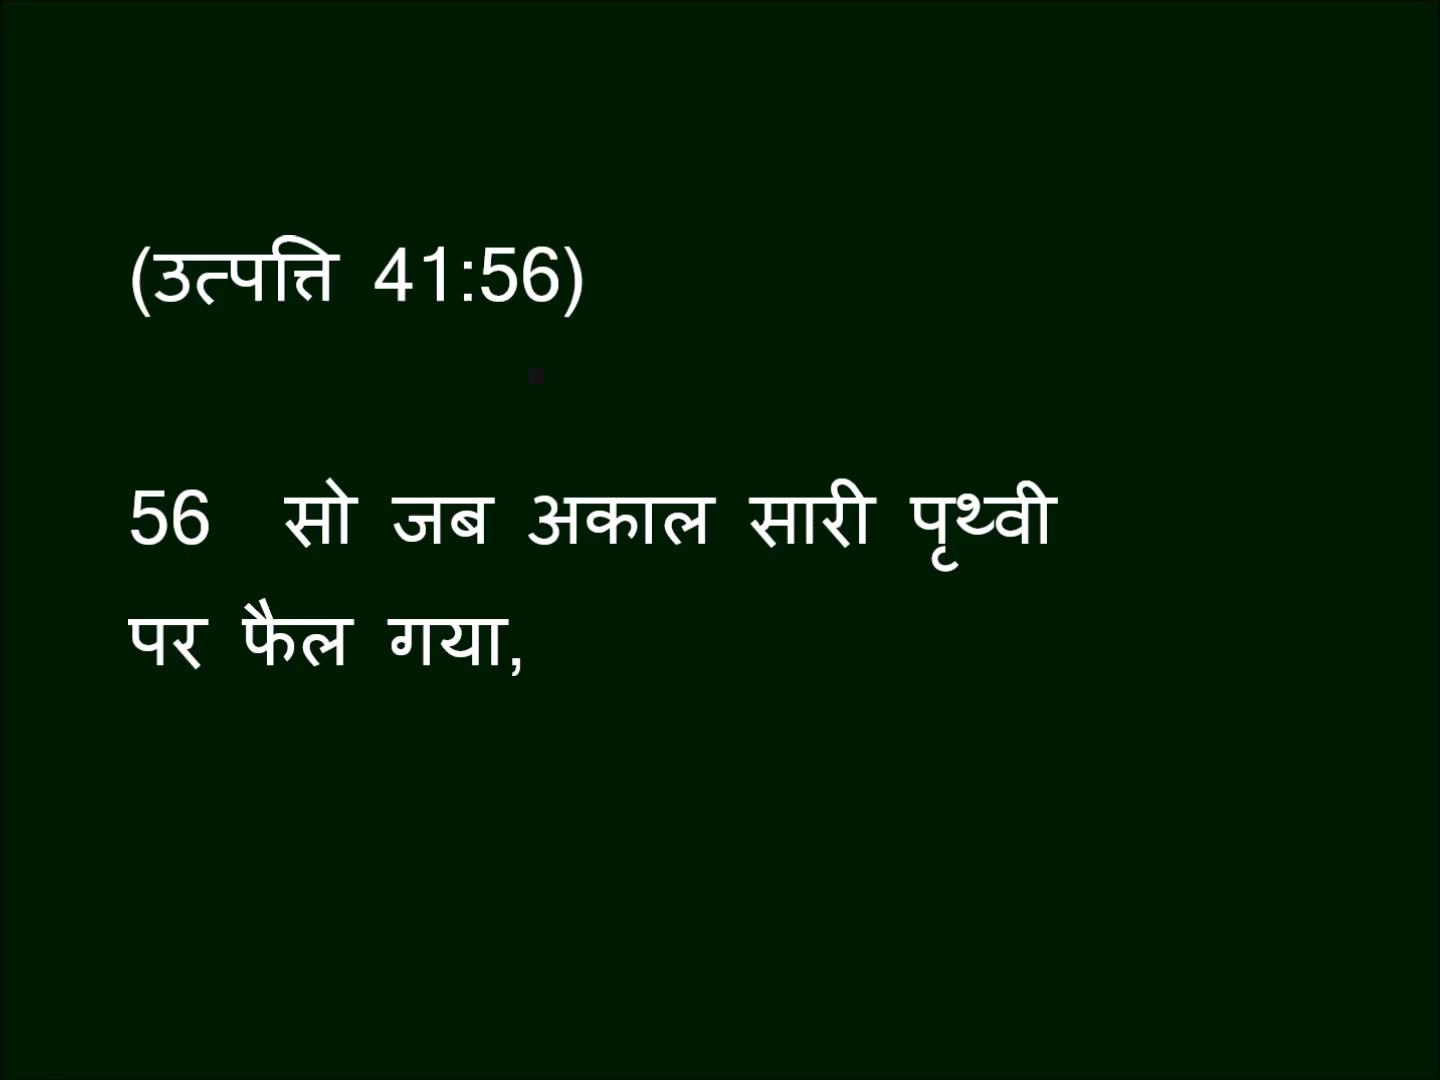 (उत्पत्ति 41:56)
56 सो जब अकाल सारी पृथ्वी
पर फैल गया,